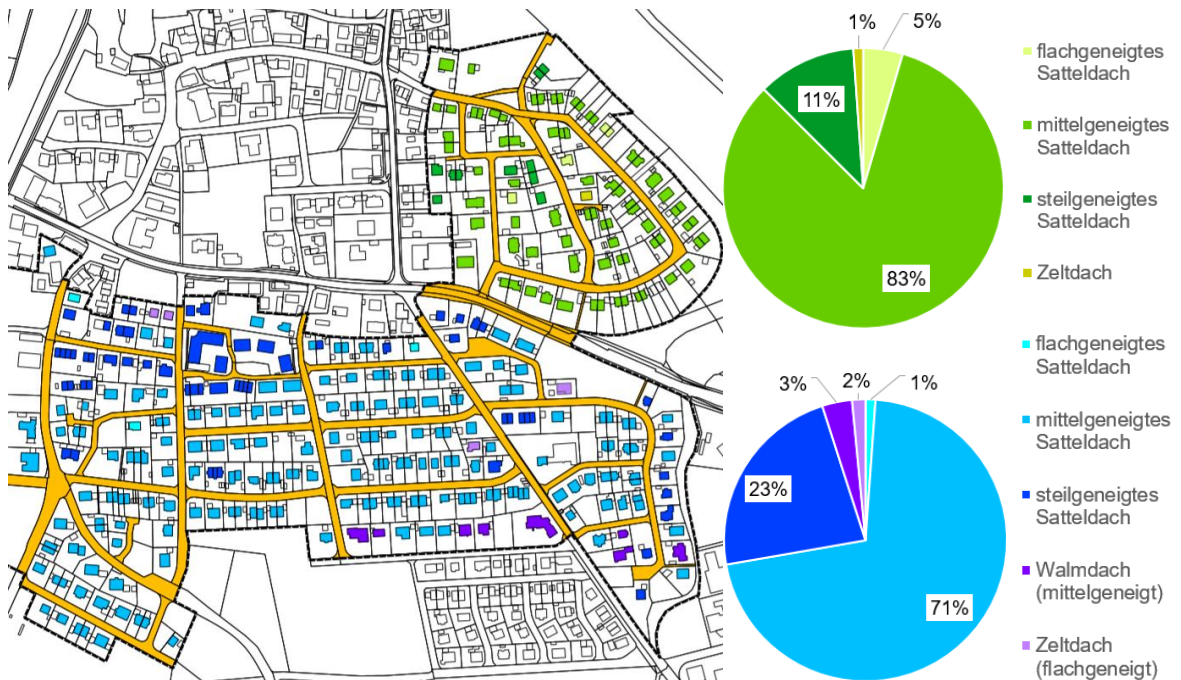 1%
5%
11%
83%
flachgeneigtes
Satteldach
mittelgeneigtes
Satteldach
steilgeneigtes
Satteldach
Zeltdach
3%
2%
1%
23%
71%
flachgeneigtes
Satteldach
mittelgeneigtes
Satteldach
steilgeneigtes
Satteldach
Walmdach
(mittelgeneigt)
Zeltdach
(flachgeneigt)